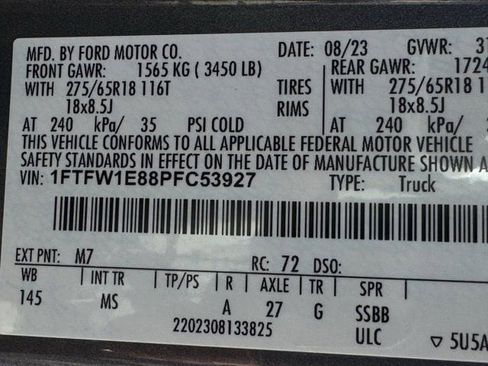 MFD. BY FORD MOTOR CO. DATE: 08/23 GVWR: 31
FRONT GAWR: 1565 KG ( 3450 LB) REAR GAWR: 1724
WITH 275/65R18 116T TIRES WITH 275/65R18 11
18x8.5J RIMS 18x8.5J
AT 240 kPa/ 35 PSI COLD AT 240 kPa/
THIS VEHICLE CONFORMS TO ALL APPLICABLE FEDERAL MOTOR VEHICLE
SAFETY STANDARDS IN EFFECT ON THE DATE OF MANUFACTURE SHOWN A
VIN: 1FTFW1E88PFC53927 TYPE: Truck
EXT PNT: M7 RC: 72 DSO:
WB INT TR TP/PS R AXLE TR SPR
145 MS A 27 G SSBB
2202308133825 ULC ▽ 5U5A